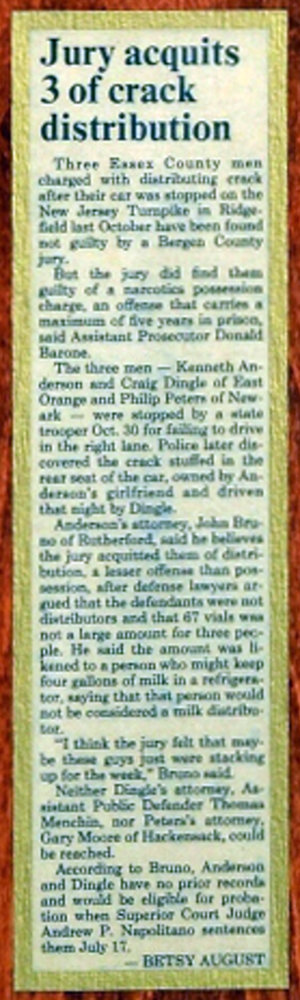 Jury acquits
3 of crack
distribution
Three Essex County men
charged with distributing crack
after their car was stopped on the
New Jersey Turnpike in Ridge-
field last October have been found
not guilty by a Bergen County
jury.
But the jury did find them
guilty of a narcotics possession
charge, an offense that carries a
maximum of five years in prison,
said Assistant Prosecutor Donald
Barone.
The three men — Kenneth An-
derson and Craig Dingle of East
Orange and Philip Peters of New-
ark — were stopped by a state
trooper Oct. 30 for failing to drive
in the right lane. Police later dis-
covered the crack stuffed in the
rear seat of the car, owned by An-
derson's girlfriend and driven
that night by Dingle.
Anderson's attorney, John Bru-
no of Rutherford, said he believes
the jury acquitted them of distri-
bution, a lesser offense than pos-
session, after defense lawyers ar-
gued that the defendants were not
distributors and that 67 vials was
not a large amount for three peo-
ple. He said the amount was li-
kened to a person who might keep
four gallons of milk in a refrigera-
tor, saying that that person would
not be considered a milk distribu-
tor.
"I think the jury felt that may-
be these guys just were stacking
up for the week," Bruno said.
Neither Dingle's attorney, As-
sistant Public Defender Thomas
Menchin, nor Peters's attorney,
Gary Moore of Hackensack, could
be reached.
According to Bruno, Anderson
and Dingle have no prior records
and would be eligible for proba-
tion when Superior Court Judge
Andrew P. Napolitano sentences
them July 17.
— BETSY AUGUST